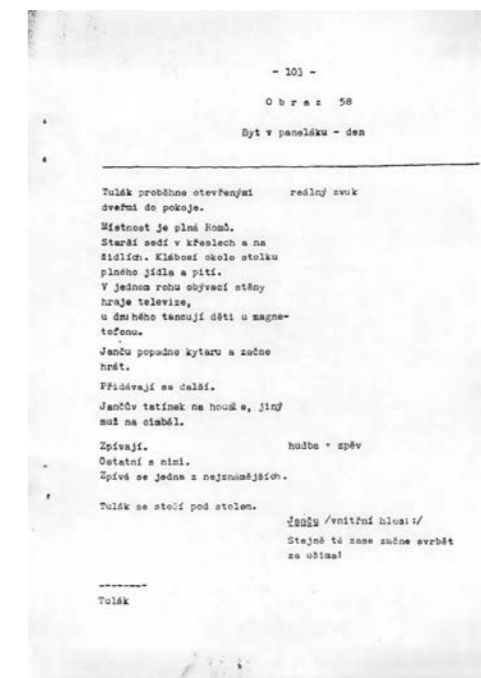 - 103 -
O b r a z   58
Byt v paneláku - den
Tulák proběhne otevřenými
dveřmi do pokoje.
reálný zvuk
Místnost je plná Romů.
Starší sedí v křeslech a na
židlích. Klábosí okolo stolku
plného jídla a pití.
V jednom rohu obývací stěny
hraje televize,
u druhého tancují děti u magne-
tofonu.
Janču popadne kytaru a začne
hrát.
Přidávají se další.
Jančův tatínek na housle, jiný
muž na cimbál.
Zpívají.
hudba + zpěv
Ostatní s nimi.
Zpívá se jedna z nejznámějších.
Tulák se stočí pod stolem.
Janču /vnitřní hlas:/
Stejně tě zase začne svrbět
za ušima!
-------
Tulák